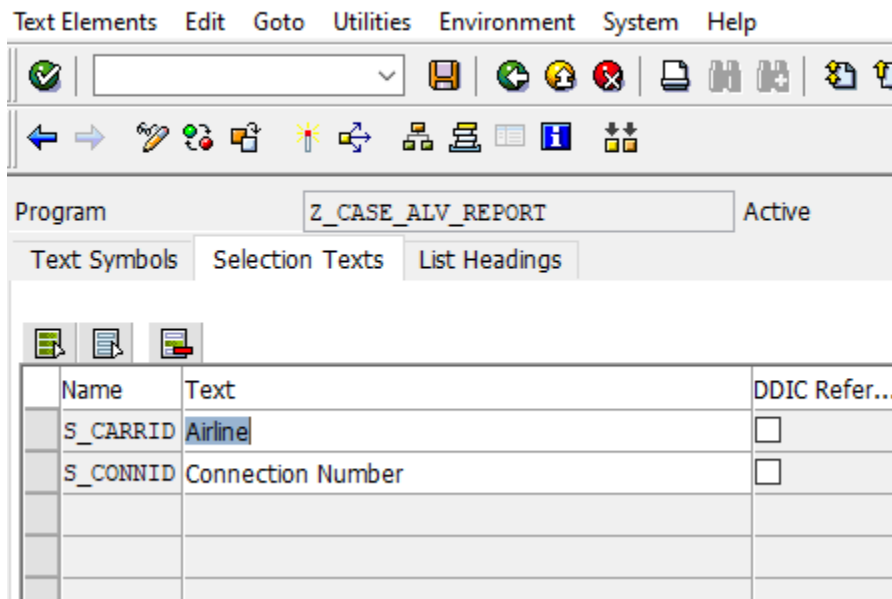 Text Elements Edit Goto Utilities Environment System Help
Program Z_CASE_ALV_REPORT Active
Text Symbols Selection Texts List Headings
Name Text DDIC Refer...
S_CARRID Airline
S_CONNID Connection Number